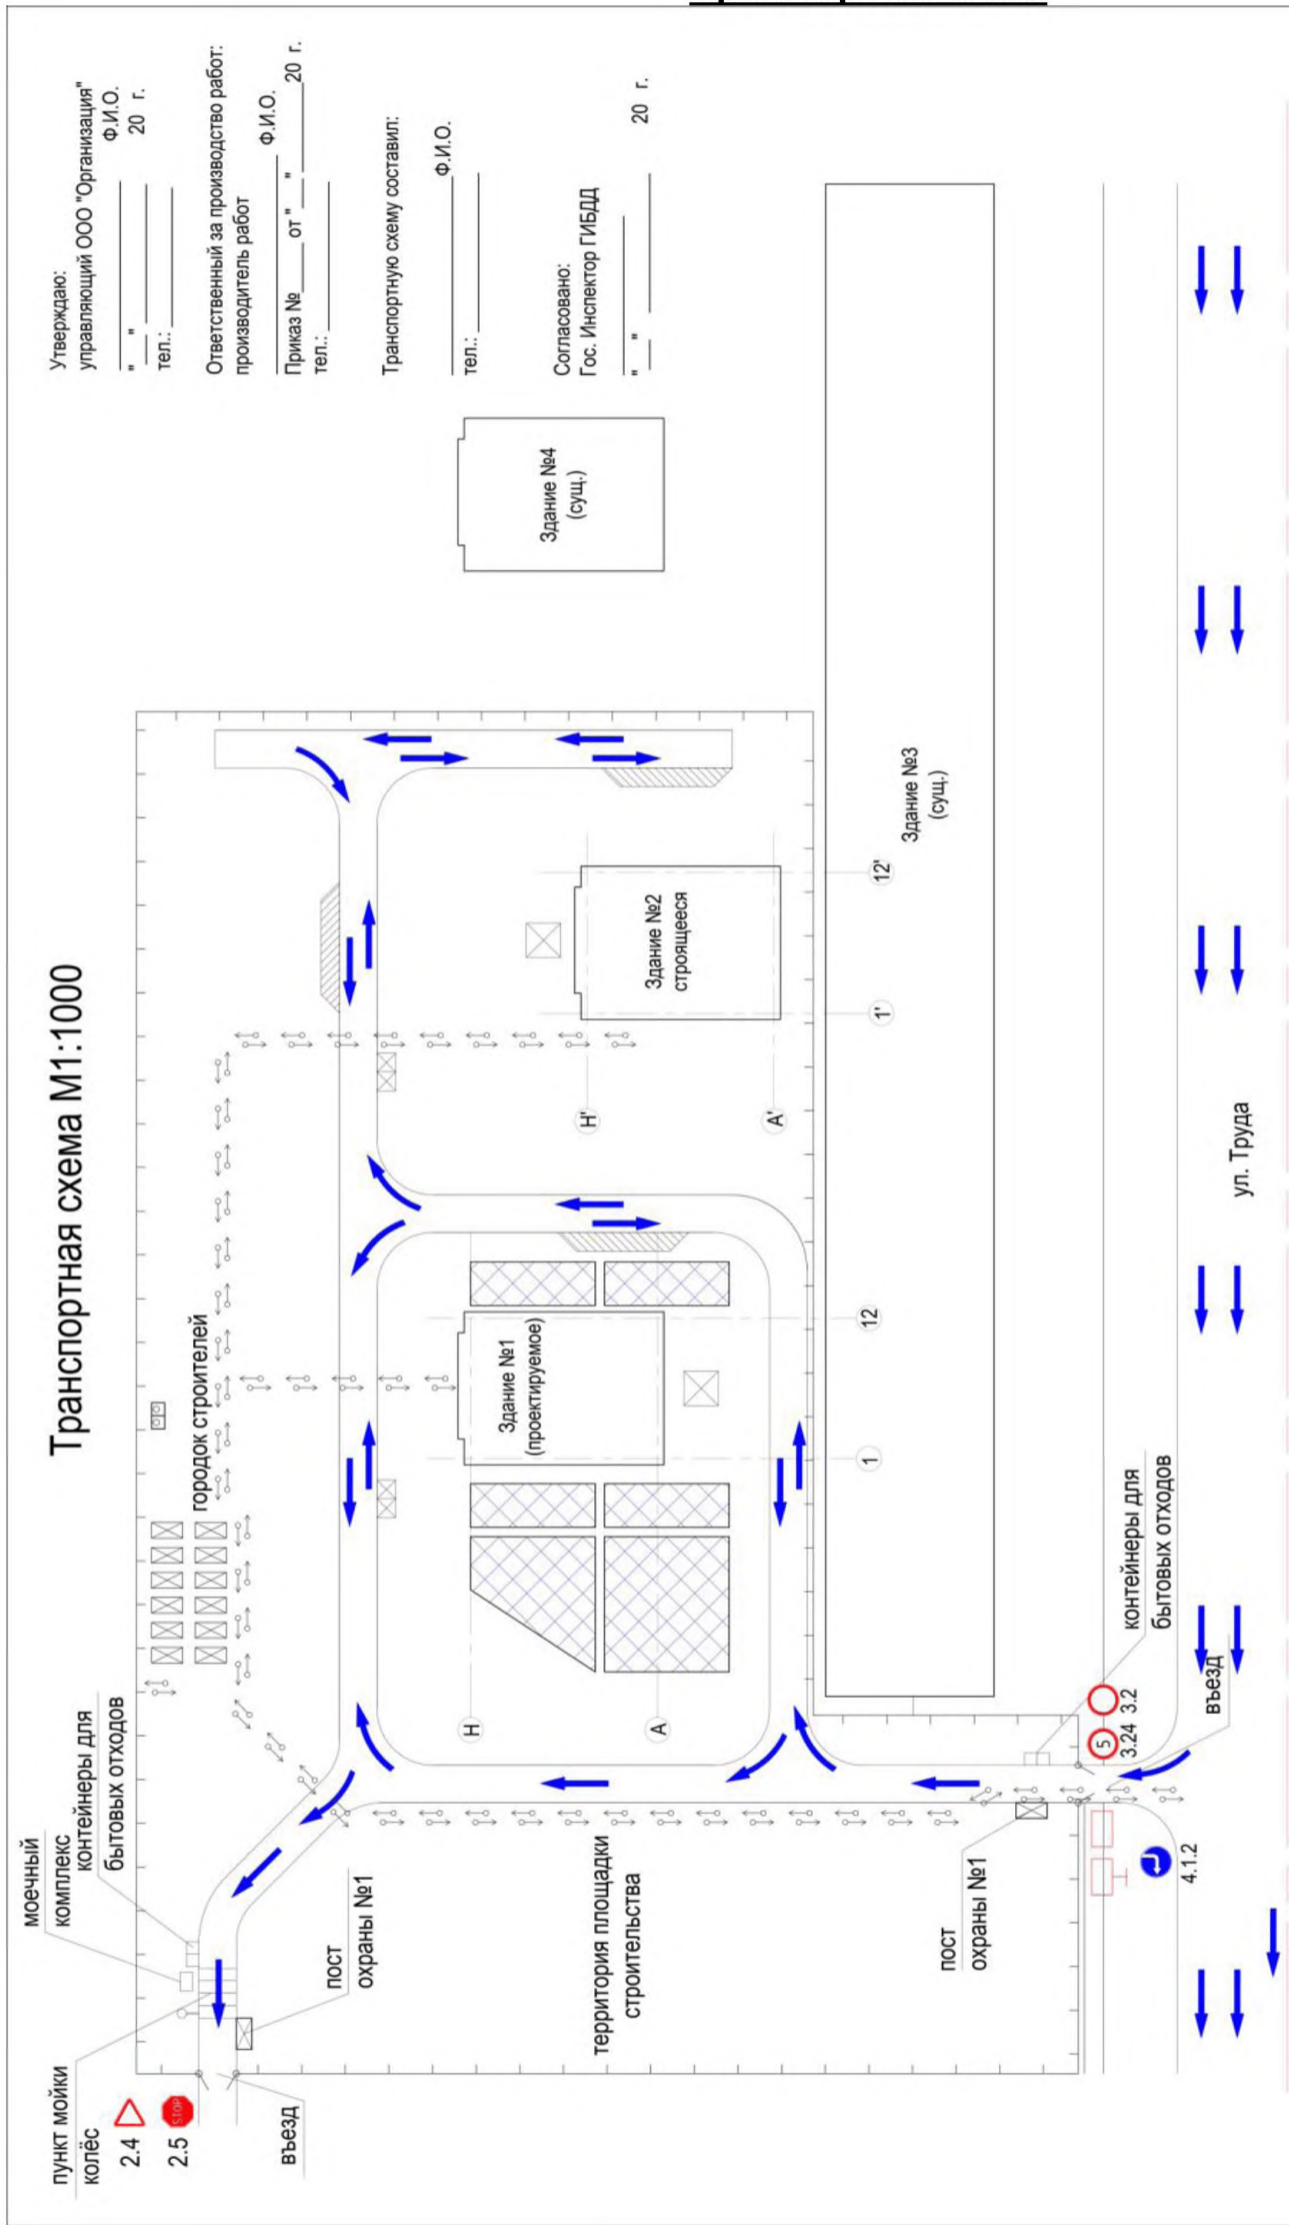 Транспортная схема М1:1000
Утверждаю:
управляющий ООО "Организация"
Ф.И.О.
" " 20 г.
тел.:
Ответственный за производство работ:
производитель работ
Ф.И.О.
Приказ № от " " 20 г.
тел.:
Транспортную схему составил:
Ф.И.О.
тел.:
Согласовано:
Гос. Инспектор ГИБДД
" " 20 г.
пункт мойки
колёс
моечный
комплекс
контейнеры для
бытовых отходов
городок строителей
2.4
2.5
STOP
въезд
пост
охраны №1
территория площадки
строительства
Н
А
Здание №1
(проектируемое)
1
12
Н'
А'
Здание №2
строящееся
1'
12'
Здание №4
(сущ.)
Здание №3
(сущ.)
пост
охраны №1
контейнеры для
бытовых отходов
5
3.24
3.2
4.1.2
въезд
ул. Труда